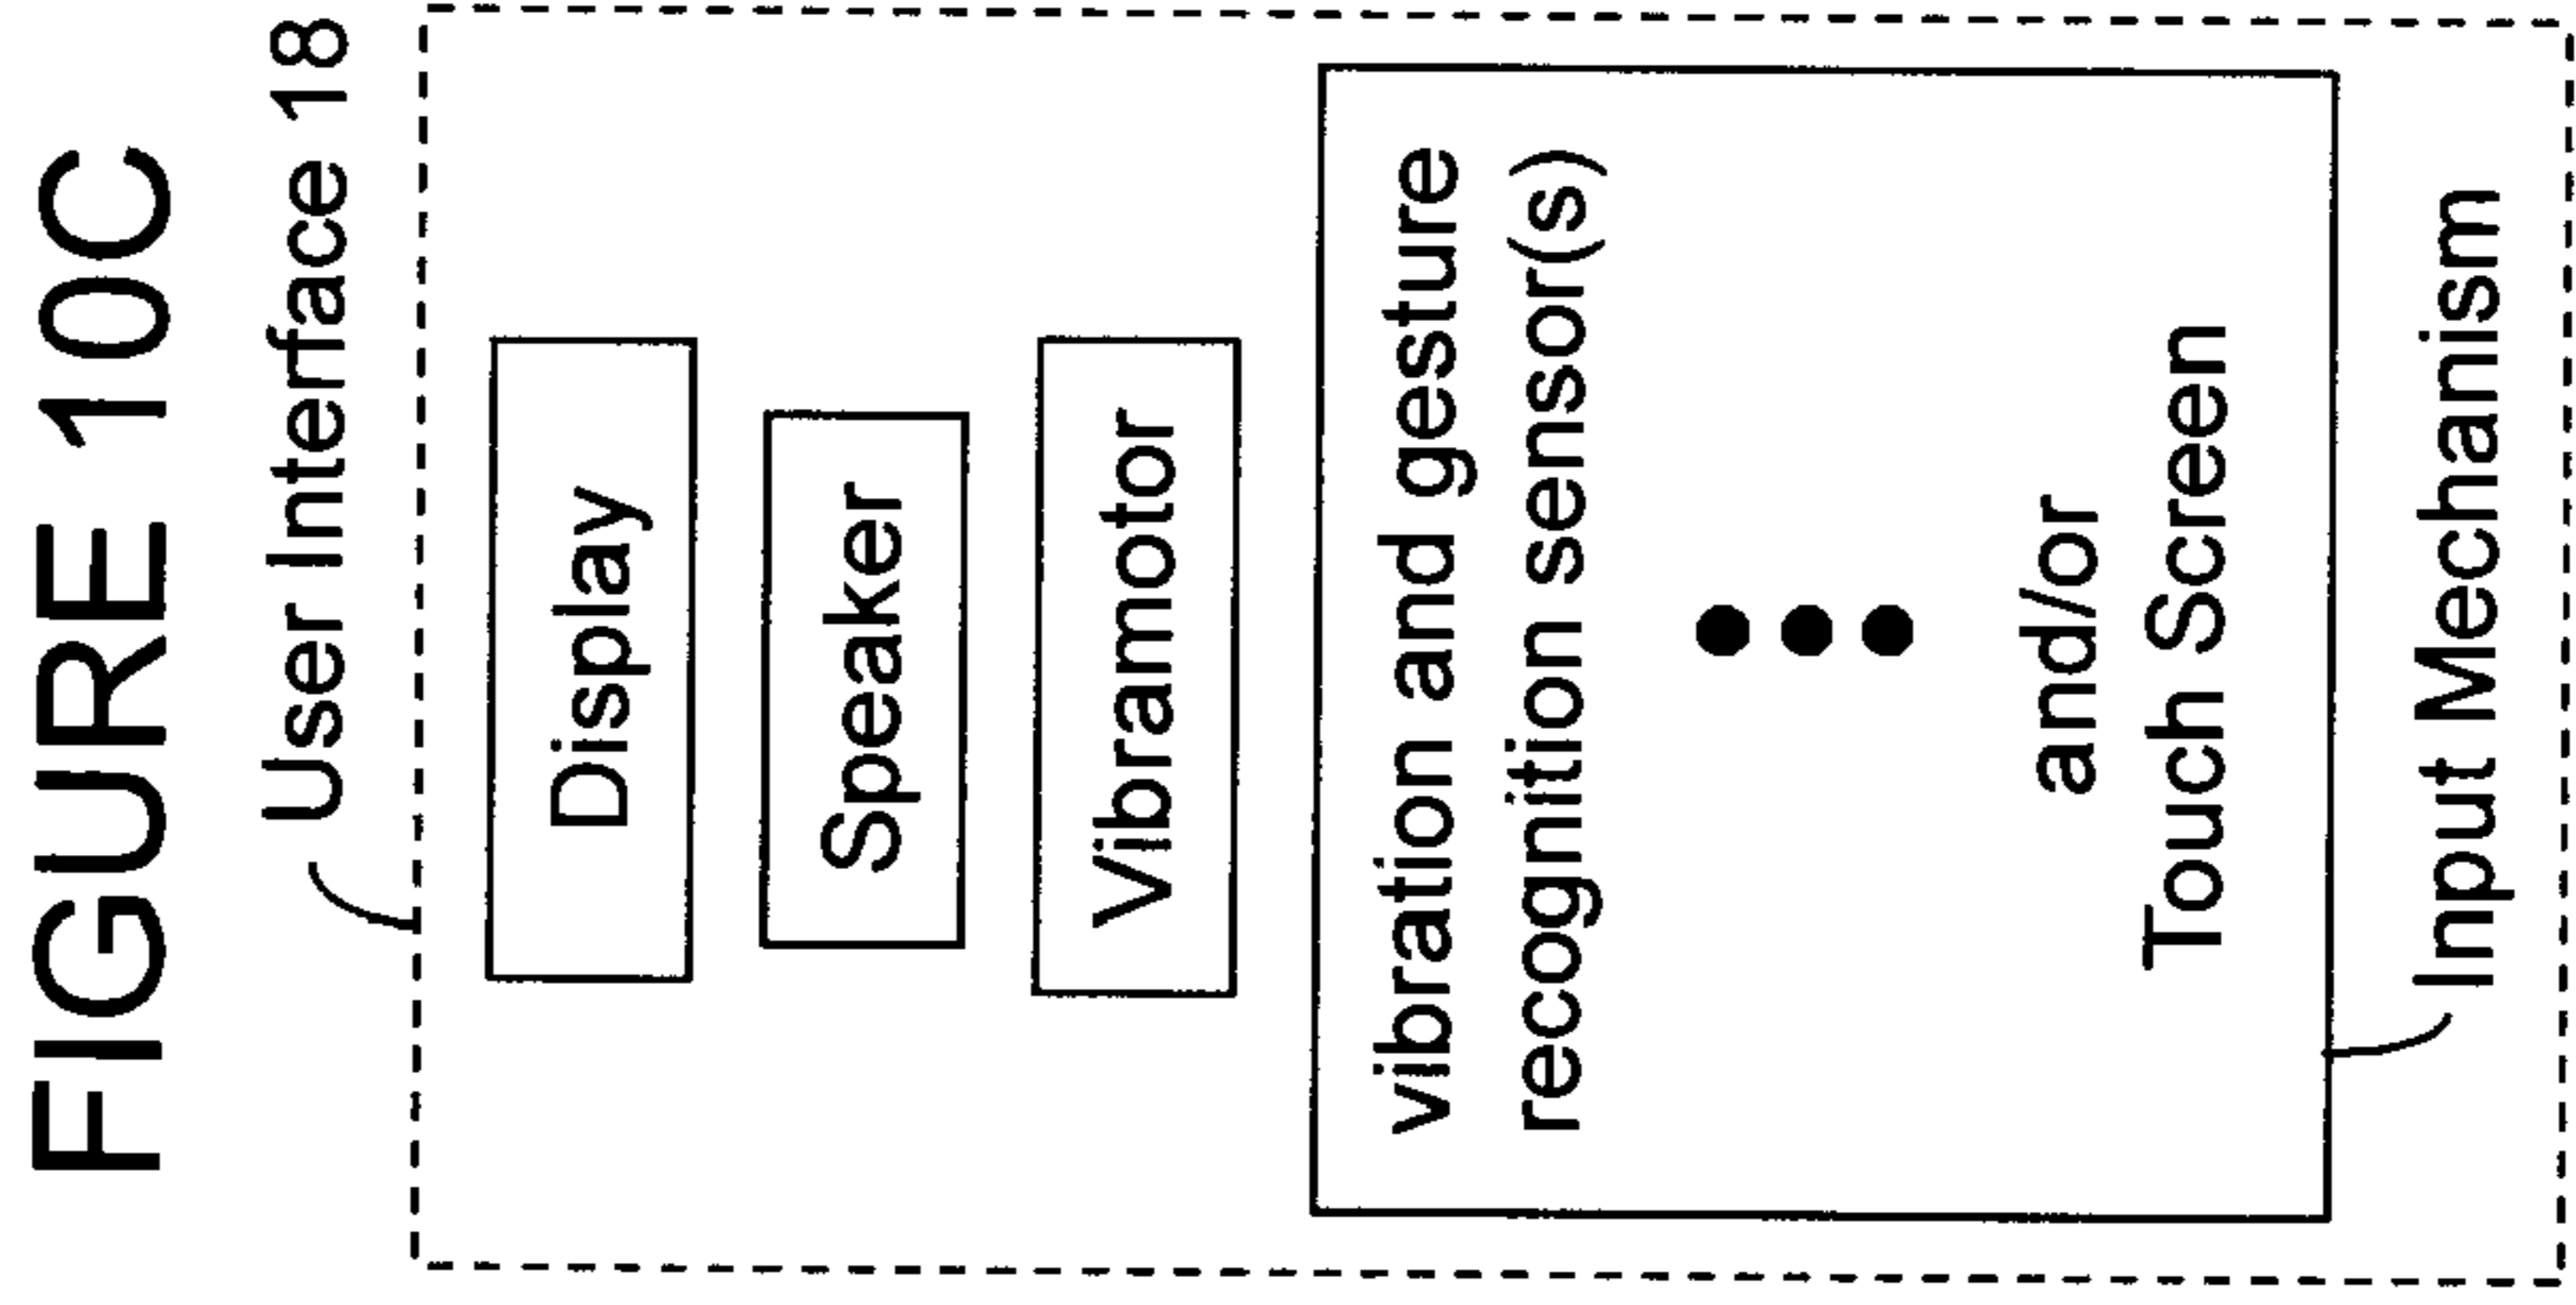 FIGURE 10C
User Interface 18
Display
Speaker
Vibramotor
vibration and gesture
recognition sensor(s)
and/or
Touch Screen
Input Mechanism